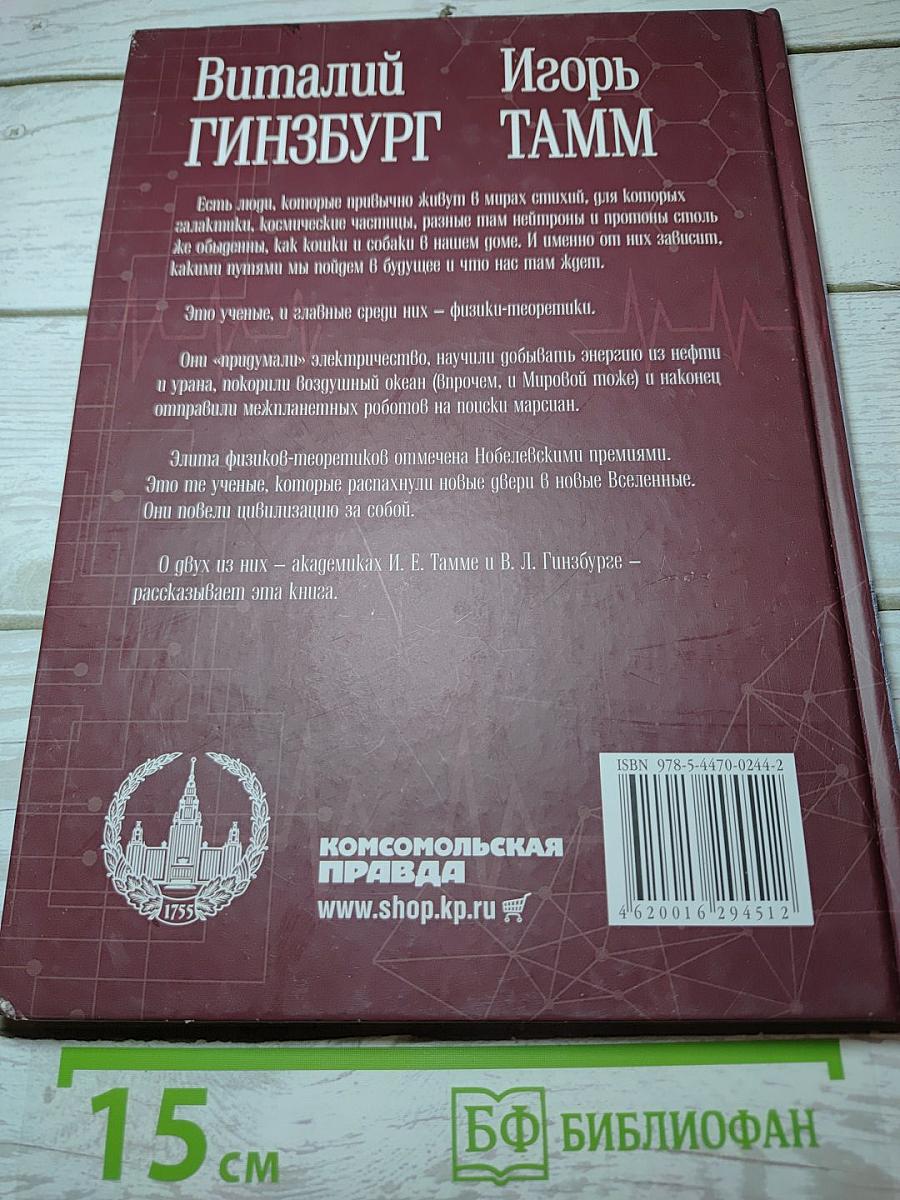 Виталий
ГИНЗБУРГ
Игорь
ТАММ
Есть люди, которые привычно живут в мирах стихий, для которых
галактики, космические частицы, разные там нейтроны и протоны столь
же обыденны, как кошки и собаки в нашем доме. И именно от них зависит,
какими путями мы пойдем в будущее и что нас там ждет.
Это ученые, и главные среди них – физики-теоретики.
Они «придумали» электричество, научили добывать энергию из нефти
и урана, покорили воздушный океан (впрочем, и Мировой тоже) и наконец
отправили межпланетных роботов на поиски марсиан.
Элита физиков-теоретиков отмечена Нобелевскими премиями.
Это те ученые, которые распахнули новые двери в новые Вселенные.
Они повели цивилизацию за собой.
О двух из них – академиках И. Е. Тамме и В. Л. Гинзбурге –
рассказывает эта книга.
1755
КОМСОМОЛЬСКАЯ
ПРАВДА
www.shop.kp.ru
ISBN 978-5-4470-0244-2
4 620016 294512
15 см
БФ БИБЛИОФАН